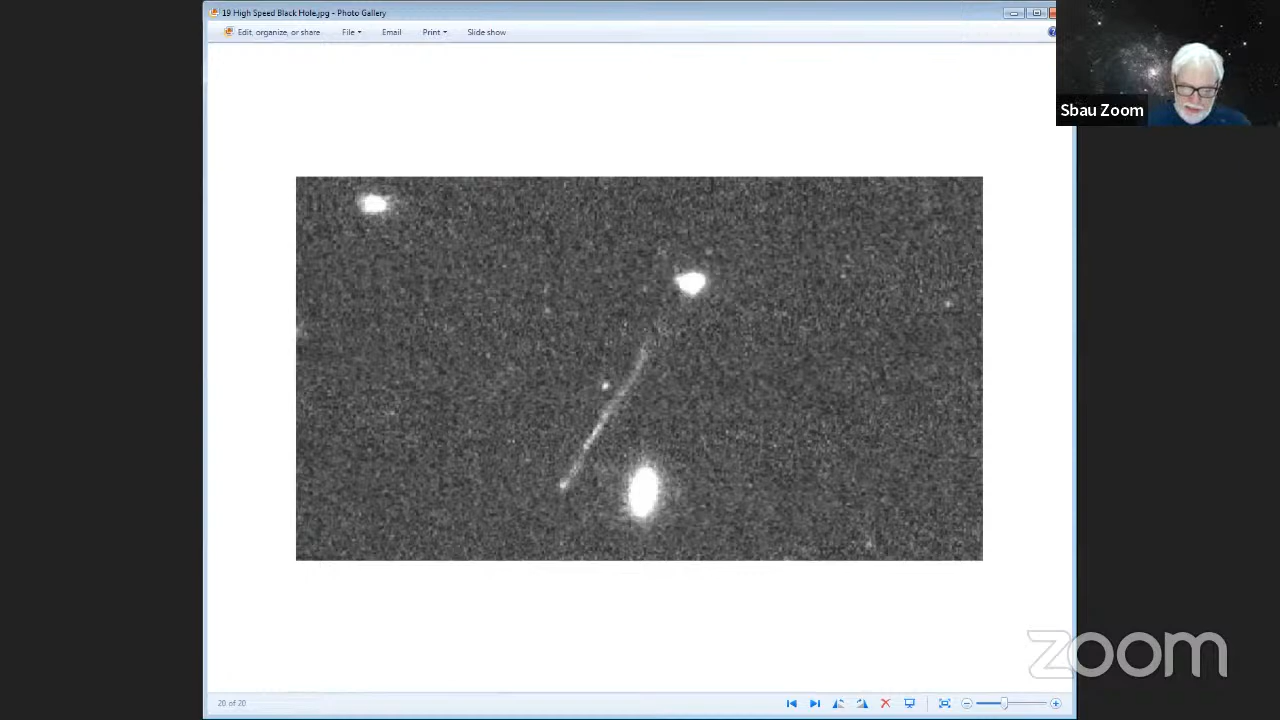 19 High Speed Black Hole.jpg - Photo Gallery
Edit, organize, or share File Email Print Slide show
Sbau Zoom
zoom
20 of 20